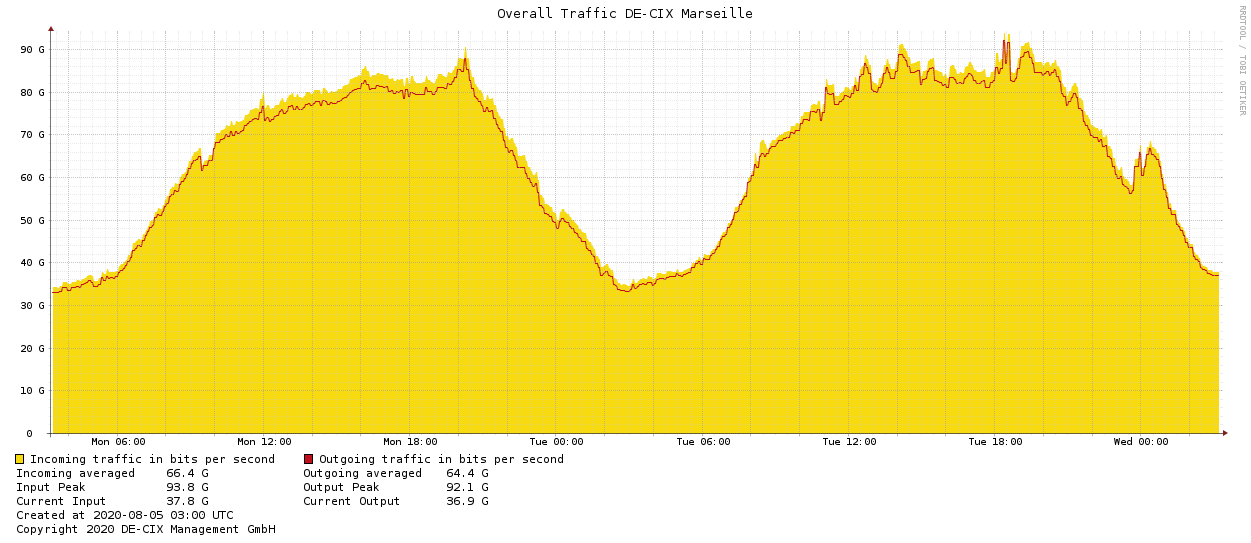 Overall Traffic DE-CIX Marseille
RRDTOOL / TOBI OETIKER
90 G
80 G
70 G
60 G
50 G
40 G
30 G
20 G
10 G
0
Mon 06:00 Mon 12:00 Mon 18:00 Tue 00:00 Tue 06:00 Tue 12:00 Tue 18:00 Wed 00:00
Incoming traffic in bits per second Outgoing traffic in bits per second
Incoming averaged 66.4 G Outgoing averaged 64.4 G
Input Peak 93.8 G Output Peak 92.1 G
Current Input 37.8 G Current Output 36.9 G
Created at 2020-08-05 03:00 UTC
Copyright 2020 DE-CIX Management GmbH